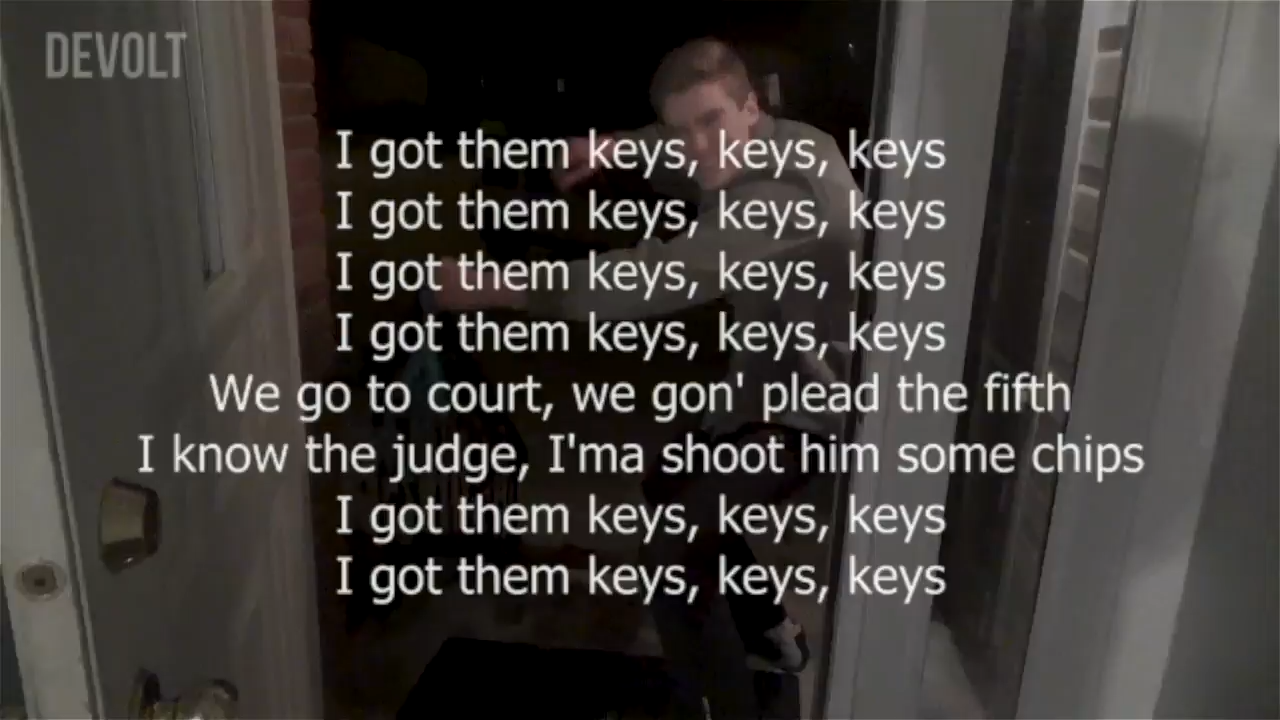 DEVOLT
I got them keys, keys, keys
I got them keys, keys, keys
I got them keys, keys, keys
I got them keys, keys, keys
We go to court, we gon' plead the fifth
I know the judge, I'ma shoot him some chips
I got them keys, keys, keys
I got them keys, keys, keys